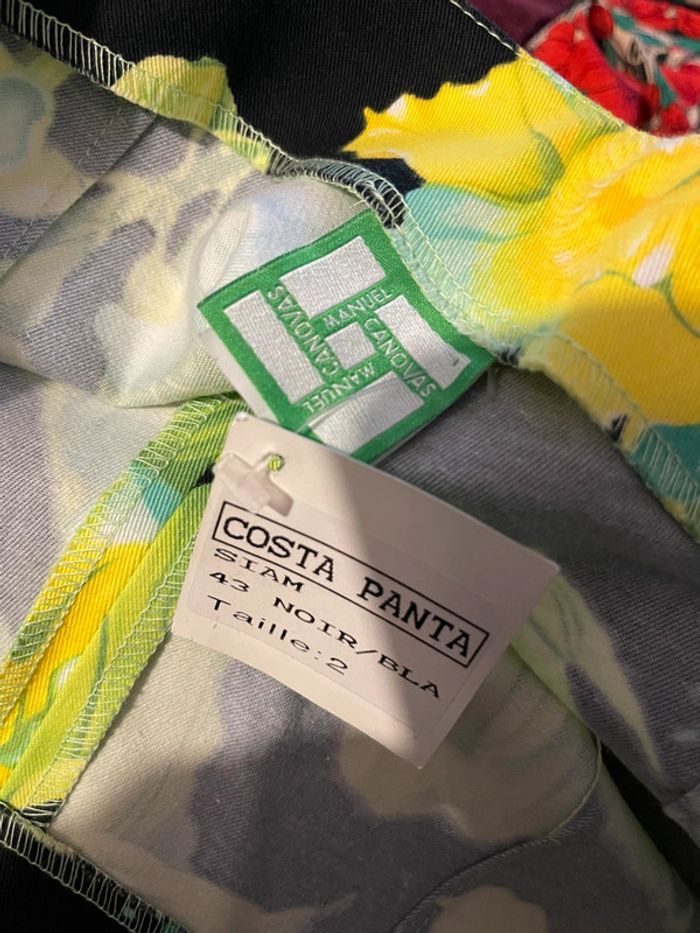 MANUEL
CANOVAS
MANUEL
CANOVAS
COSTA PANTA
SIAM
43 NOIR/BLA
Taille:2